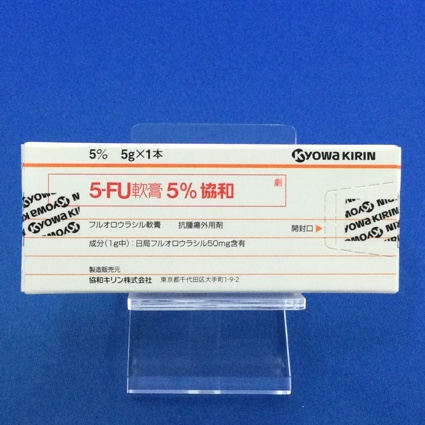 5% 5g×1本
KYOWA KIRIN
5-FU軟膏5%協和
劇
KYOWA KIRIN
KYOWA KIRIN
フルオロウラシル軟膏 抗腫瘍外用剤
開封口▶
成分(1g中):日局フルオロウラシル50mg含有
製造販売元
協和キリン株式会社 東京都千代田区大手町1-9-2